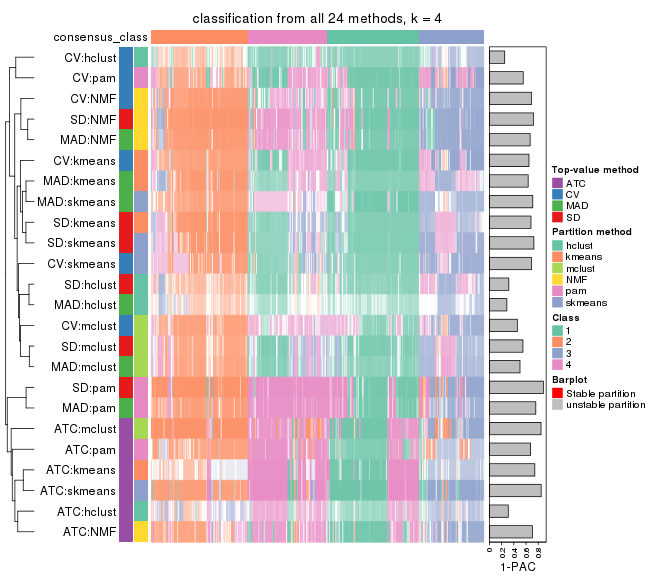 classification from all 24 methods, k = 4
consensus_class
CV:hclust
CV:pam
CV:NMF
SD:NMF
MAD:NMF
CV:kmeans
MAD:kmeans
MAD:skmeans
SD:kmeans
SD:skmeans
CV:skmeans
SD:hclust
MAD:hclust
CV:mclust
SD:mclust
MAD:mclust
SD:pam
MAD:pam
ATC:mclust
ATC:pam
ATC:kmeans
ATC:skmeans
ATC:hclust
ATC:NMF
0
0.2
0.4
0.6
0.8
1-PAC
Top-value method
ATC
CV
MAD
SD
Partition method
hclust
kmeans
mclust
NMF
pam
skmeans
Class
1
2
3
4
Barplot
Stable partition
unstable partition